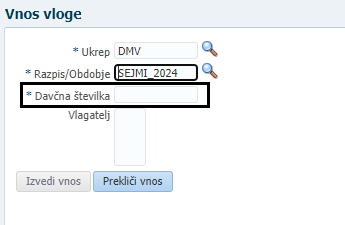 Vnos vloge
* Ukrep DMV
* Razpis/Obdobje SEJMI_2024
* Davčna številka
Vlagatelj
Izvedi vnos Prekliči vnos